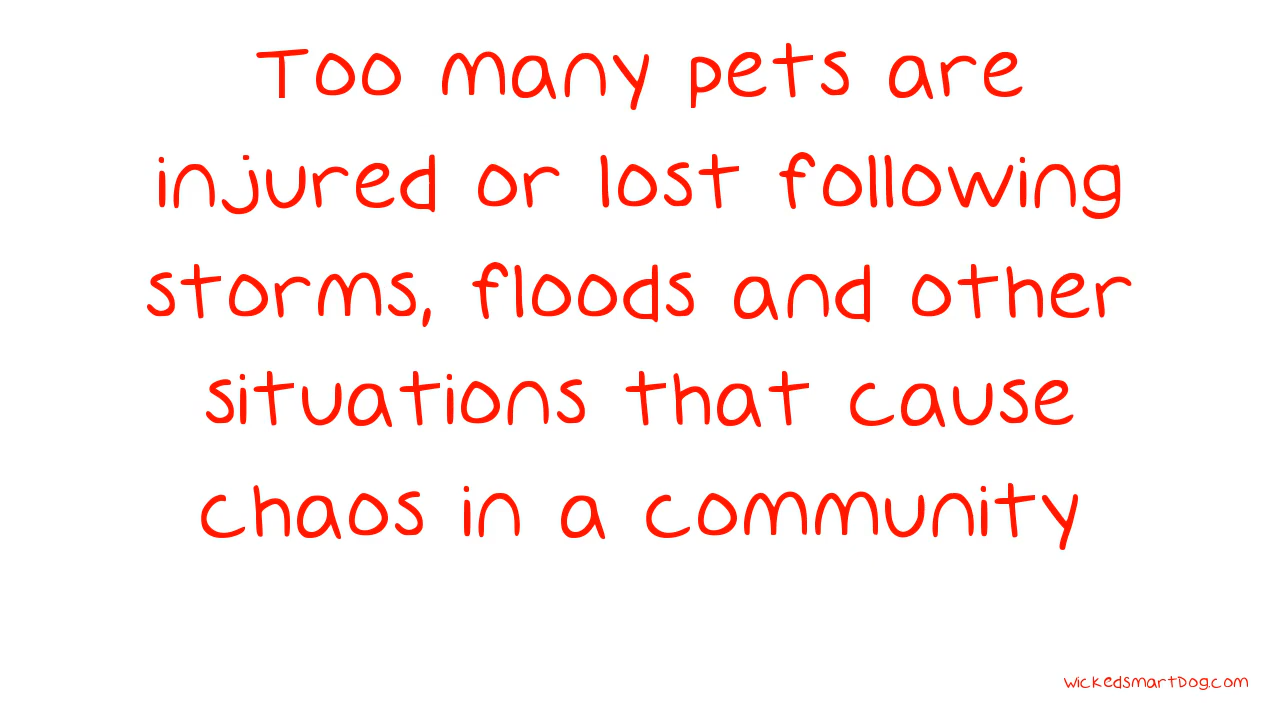 Too many pets are
injured or lost following
storms, floods and other
situations that cause
chaos in a community
wickedsmartDog.com